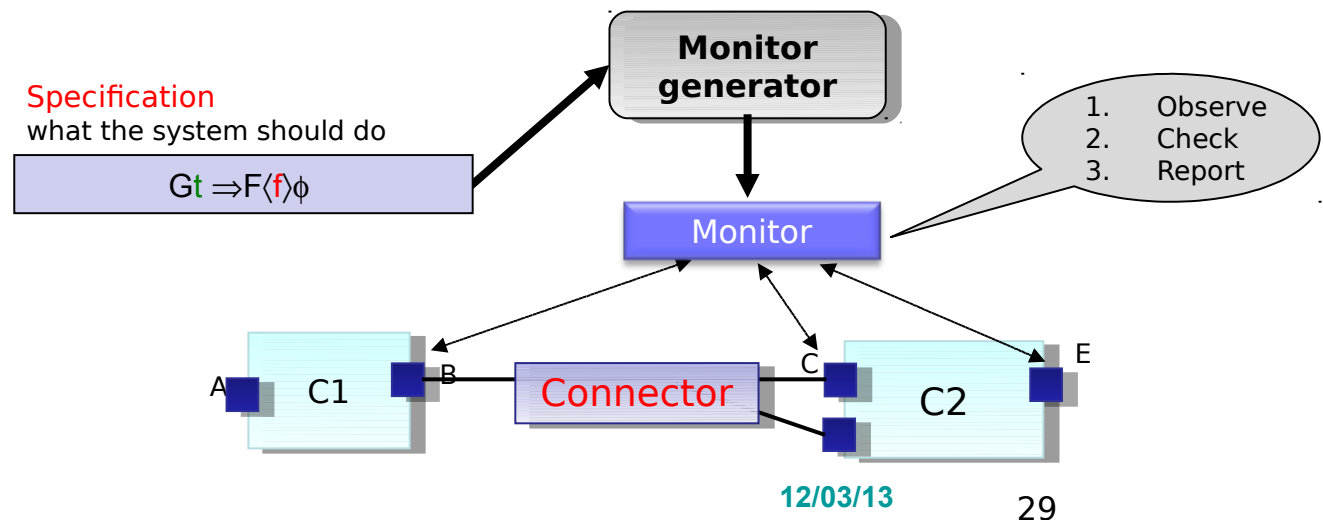 Monitor
generator
Specification
what the system should do
Gt ⇒F⟨f⟩ϕ
1. Observe
2. Check
3. Report
Monitor
A
C1
B
Connector
C
C2
E
12/03/13
29